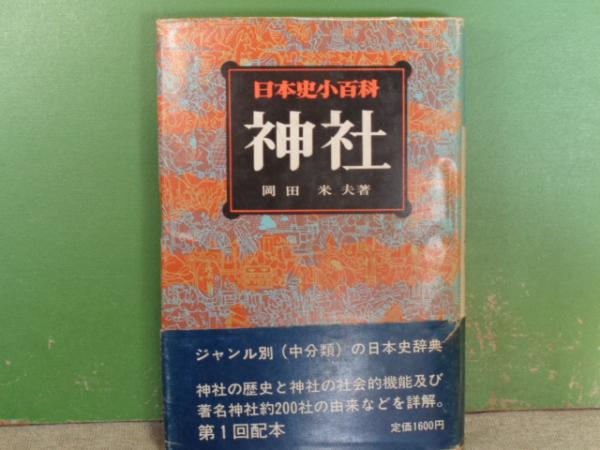 日本史小百科
神社
岡田 米夫著
ジャンル別（中分類）の日本史辞典
神社の歴史と神社の社会的機能及び
著名神社約200社の由来などを詳解。
第1回配本
定価1600円